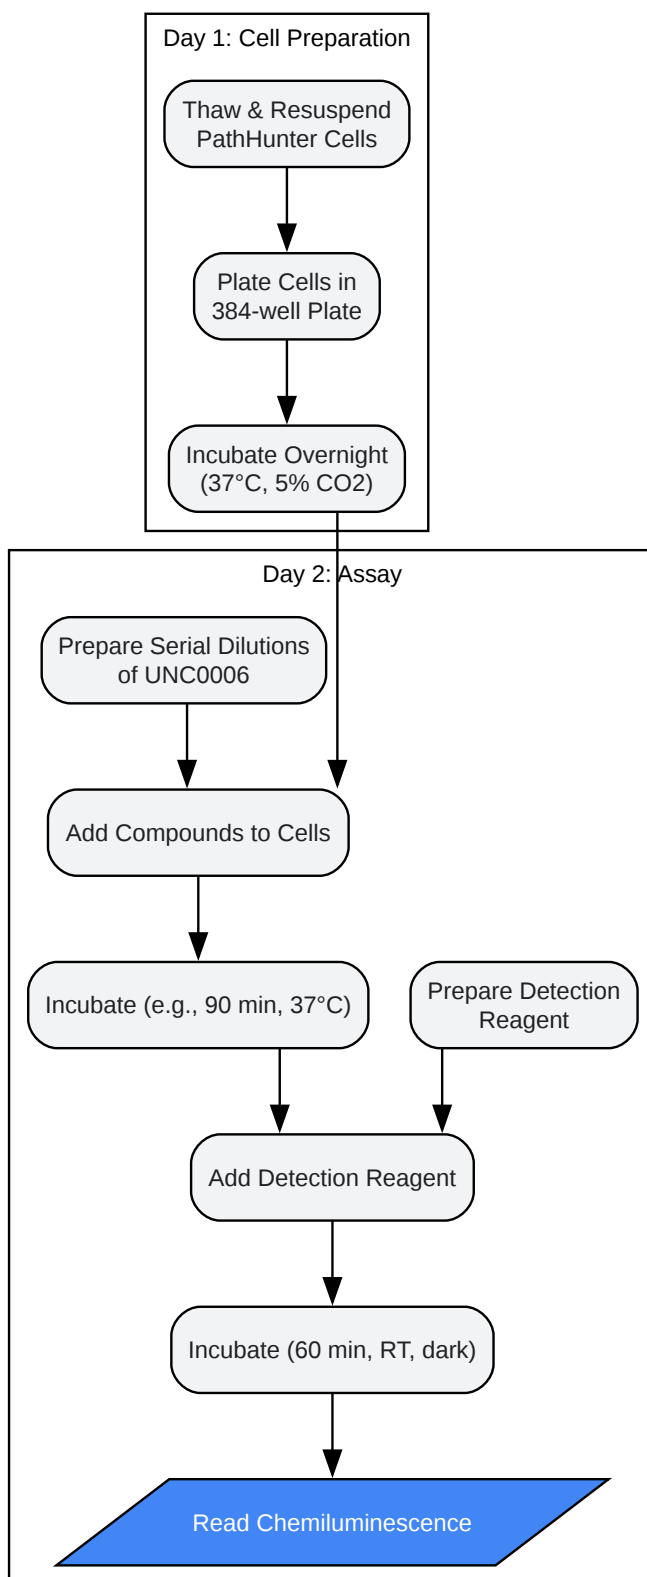 Day 1: Cell Preparation
Thaw & Resuspend
PathHunter Cells
Plate Cells in
384-well Plate
Incubate Overnight
(37°C, 5% CO2)
Day 2: Assay
Prepare Serial Dilutions
of UNC0006
Add Compounds to Cells
Incubate (e.g., 90 min, 37°C)
Prepare Detection
Reagent
Add Detection Reagent
Incubate (60 min, RT, dark)
Read Chemiluminescence